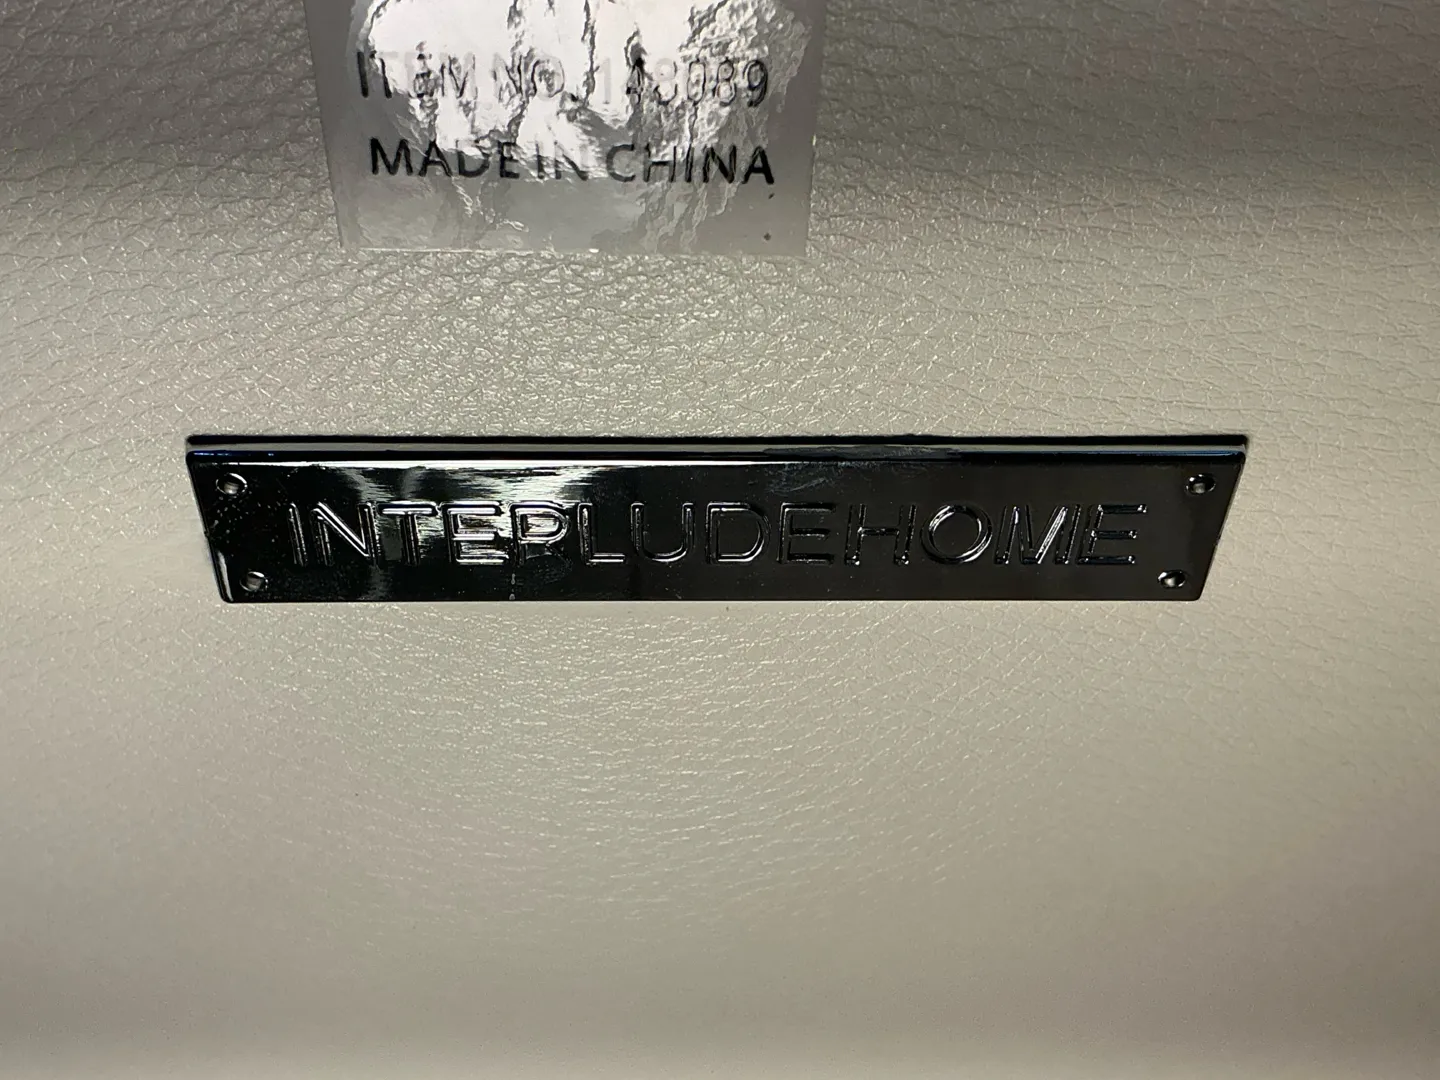 ITEM NO. 148089
MADE IN CHINA
INTERLUDEHOME